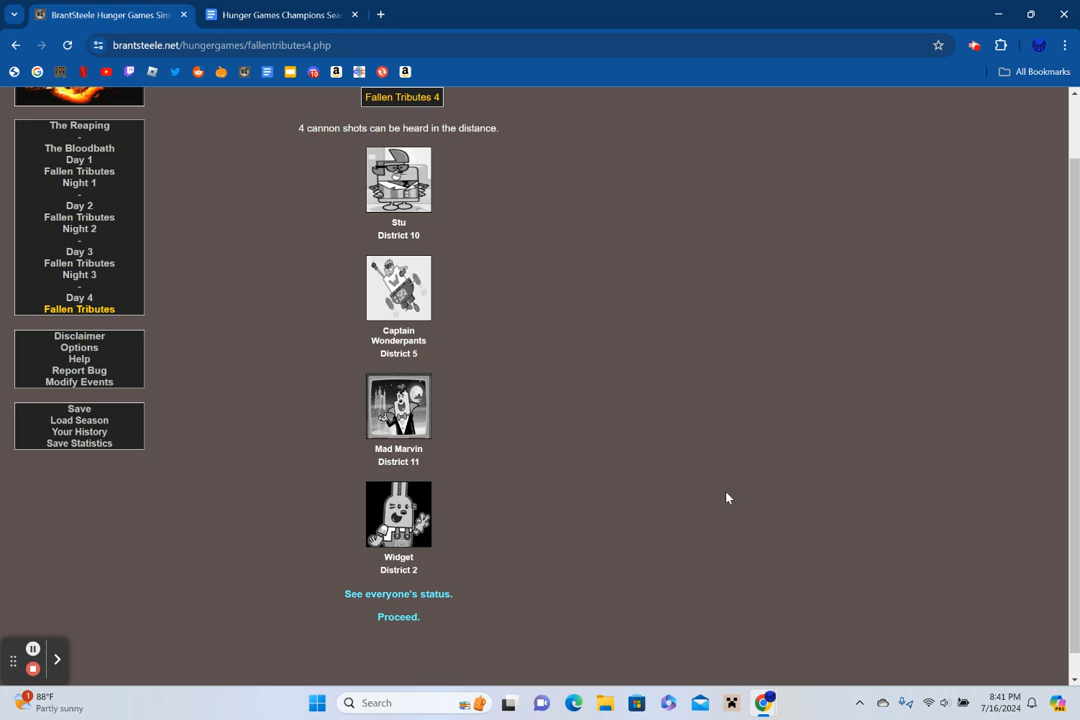 BrantSteele Hunger Games Sim
Hunger Games Champions Sea
brantsteele.net/hungergames/fallentributes4.php
All Bookmarks
Fallen Tributes 4
4 cannon shots can be heard in the distance.
The Reaping
-
The Bloodbath
Day 1
Fallen Tributes
Night 1
-
Day 2
Fallen Tributes
Night 2
-
Day 3
Fallen Tributes
Night 3
-
Day 4
Fallen Tributes
Disclaimer
Options
Help
Report Bug
Modify Events
Save
Load Season
Your History
Save Statistics
Stu
District 10
Captain
Wonderpants
District 5
Mad Marvin
District 11
Widget
District 2
See everyone's status.
Proceed.
1
88°F
Partly sunny
Search
8:41 PM
7/16/2024